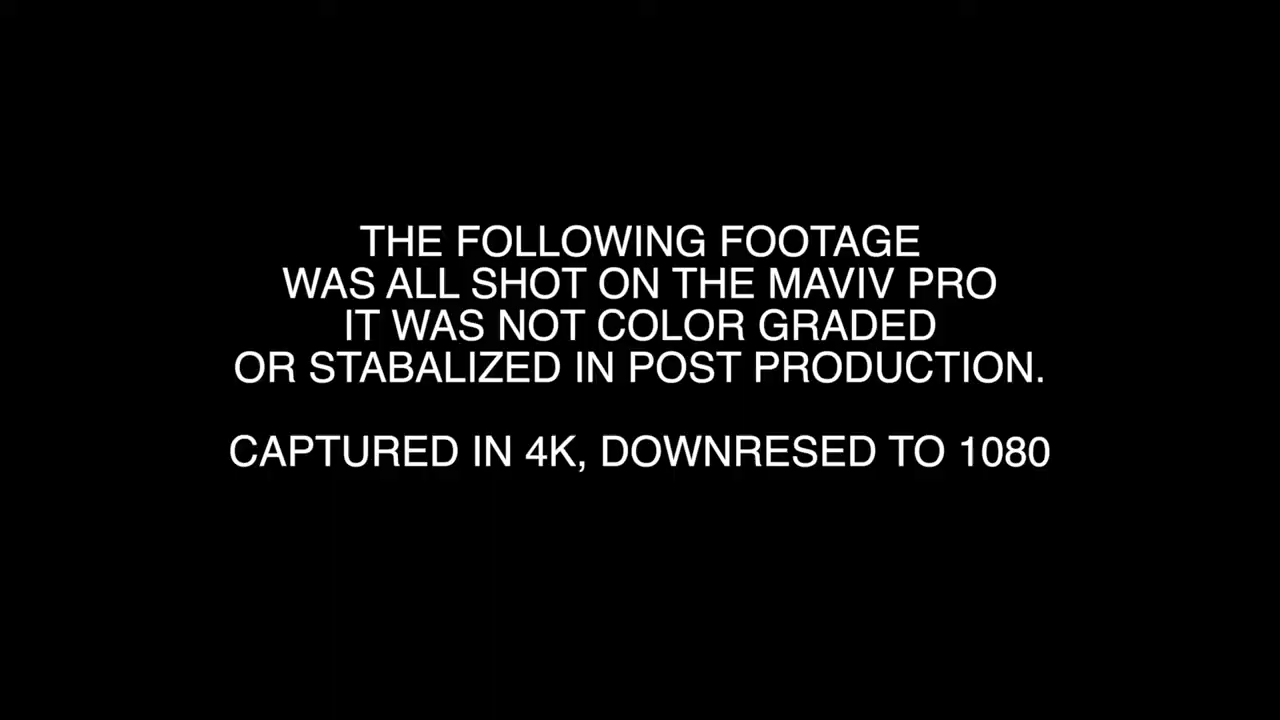 THE FOLLOWING FOOTAGE
WAS ALL SHOT ON THE MAVIV PRO
IT WAS NOT COLOR GRADED
OR STABALIZED IN POST PRODUCTION.
CAPTURED IN 4K, DOWNRESED TO 1080